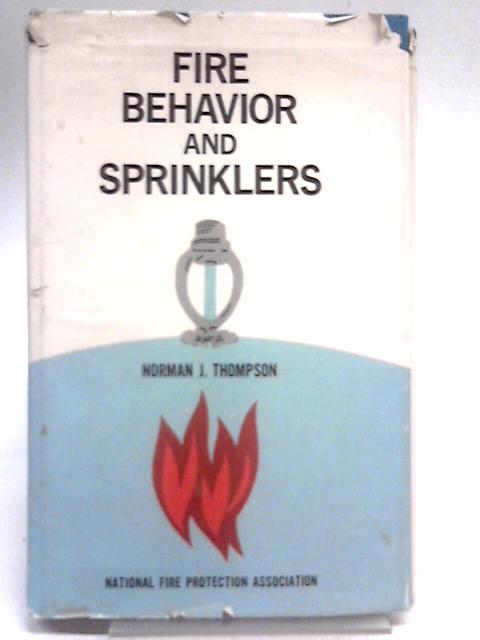 FIRE
BEHAVIOR
AND
SPRINKLERS
NORMAN J. THOMPSON
NATIONAL FIRE PROTECTION ASSOCIATION